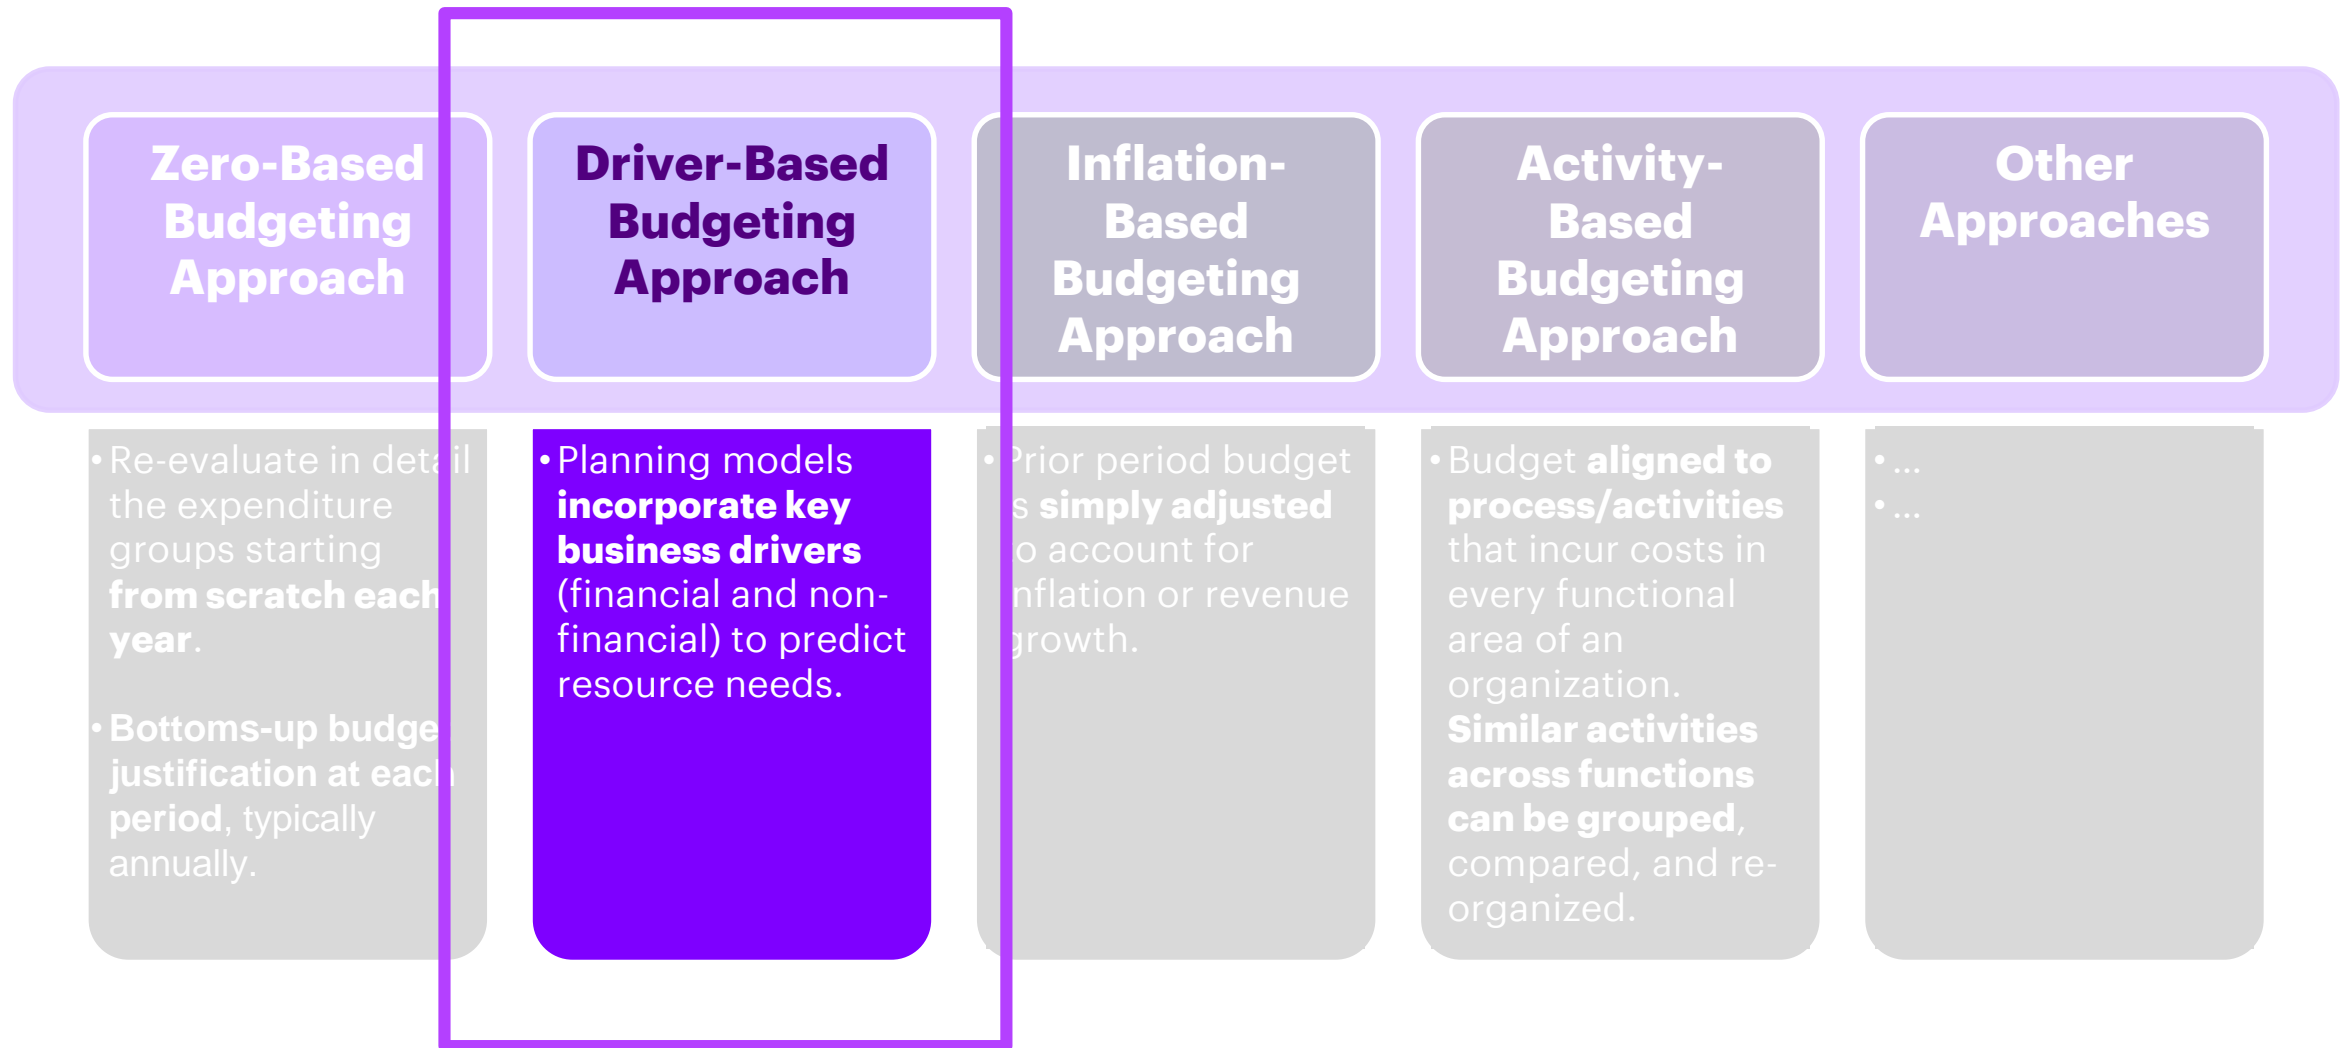 Zero-Based
Budgeting
Approach
Driver-Based
Budgeting
Approach
Inflation-
Based
Budgeting
Approach
Activity-
Based
Budgeting
Approach
Other
Approaches
•Re-evaluate in detail
the expenditure
groups starting
from scratch each
year.
•Bottoms-up budge
justification at each
period, typically
annually.
•Planning models
incorporate key
business drivers
(financial and non-
financial) to predict
resource needs.
•Prior period budget
s simply adjusted
o account for
inflation or revenue
growth.
•Budget aligned to
process/activities
that incur costs in
every functional
area of an
organization.
Similar activities
across functions
can be grouped,
compared, and re-
organized.
•...
•...